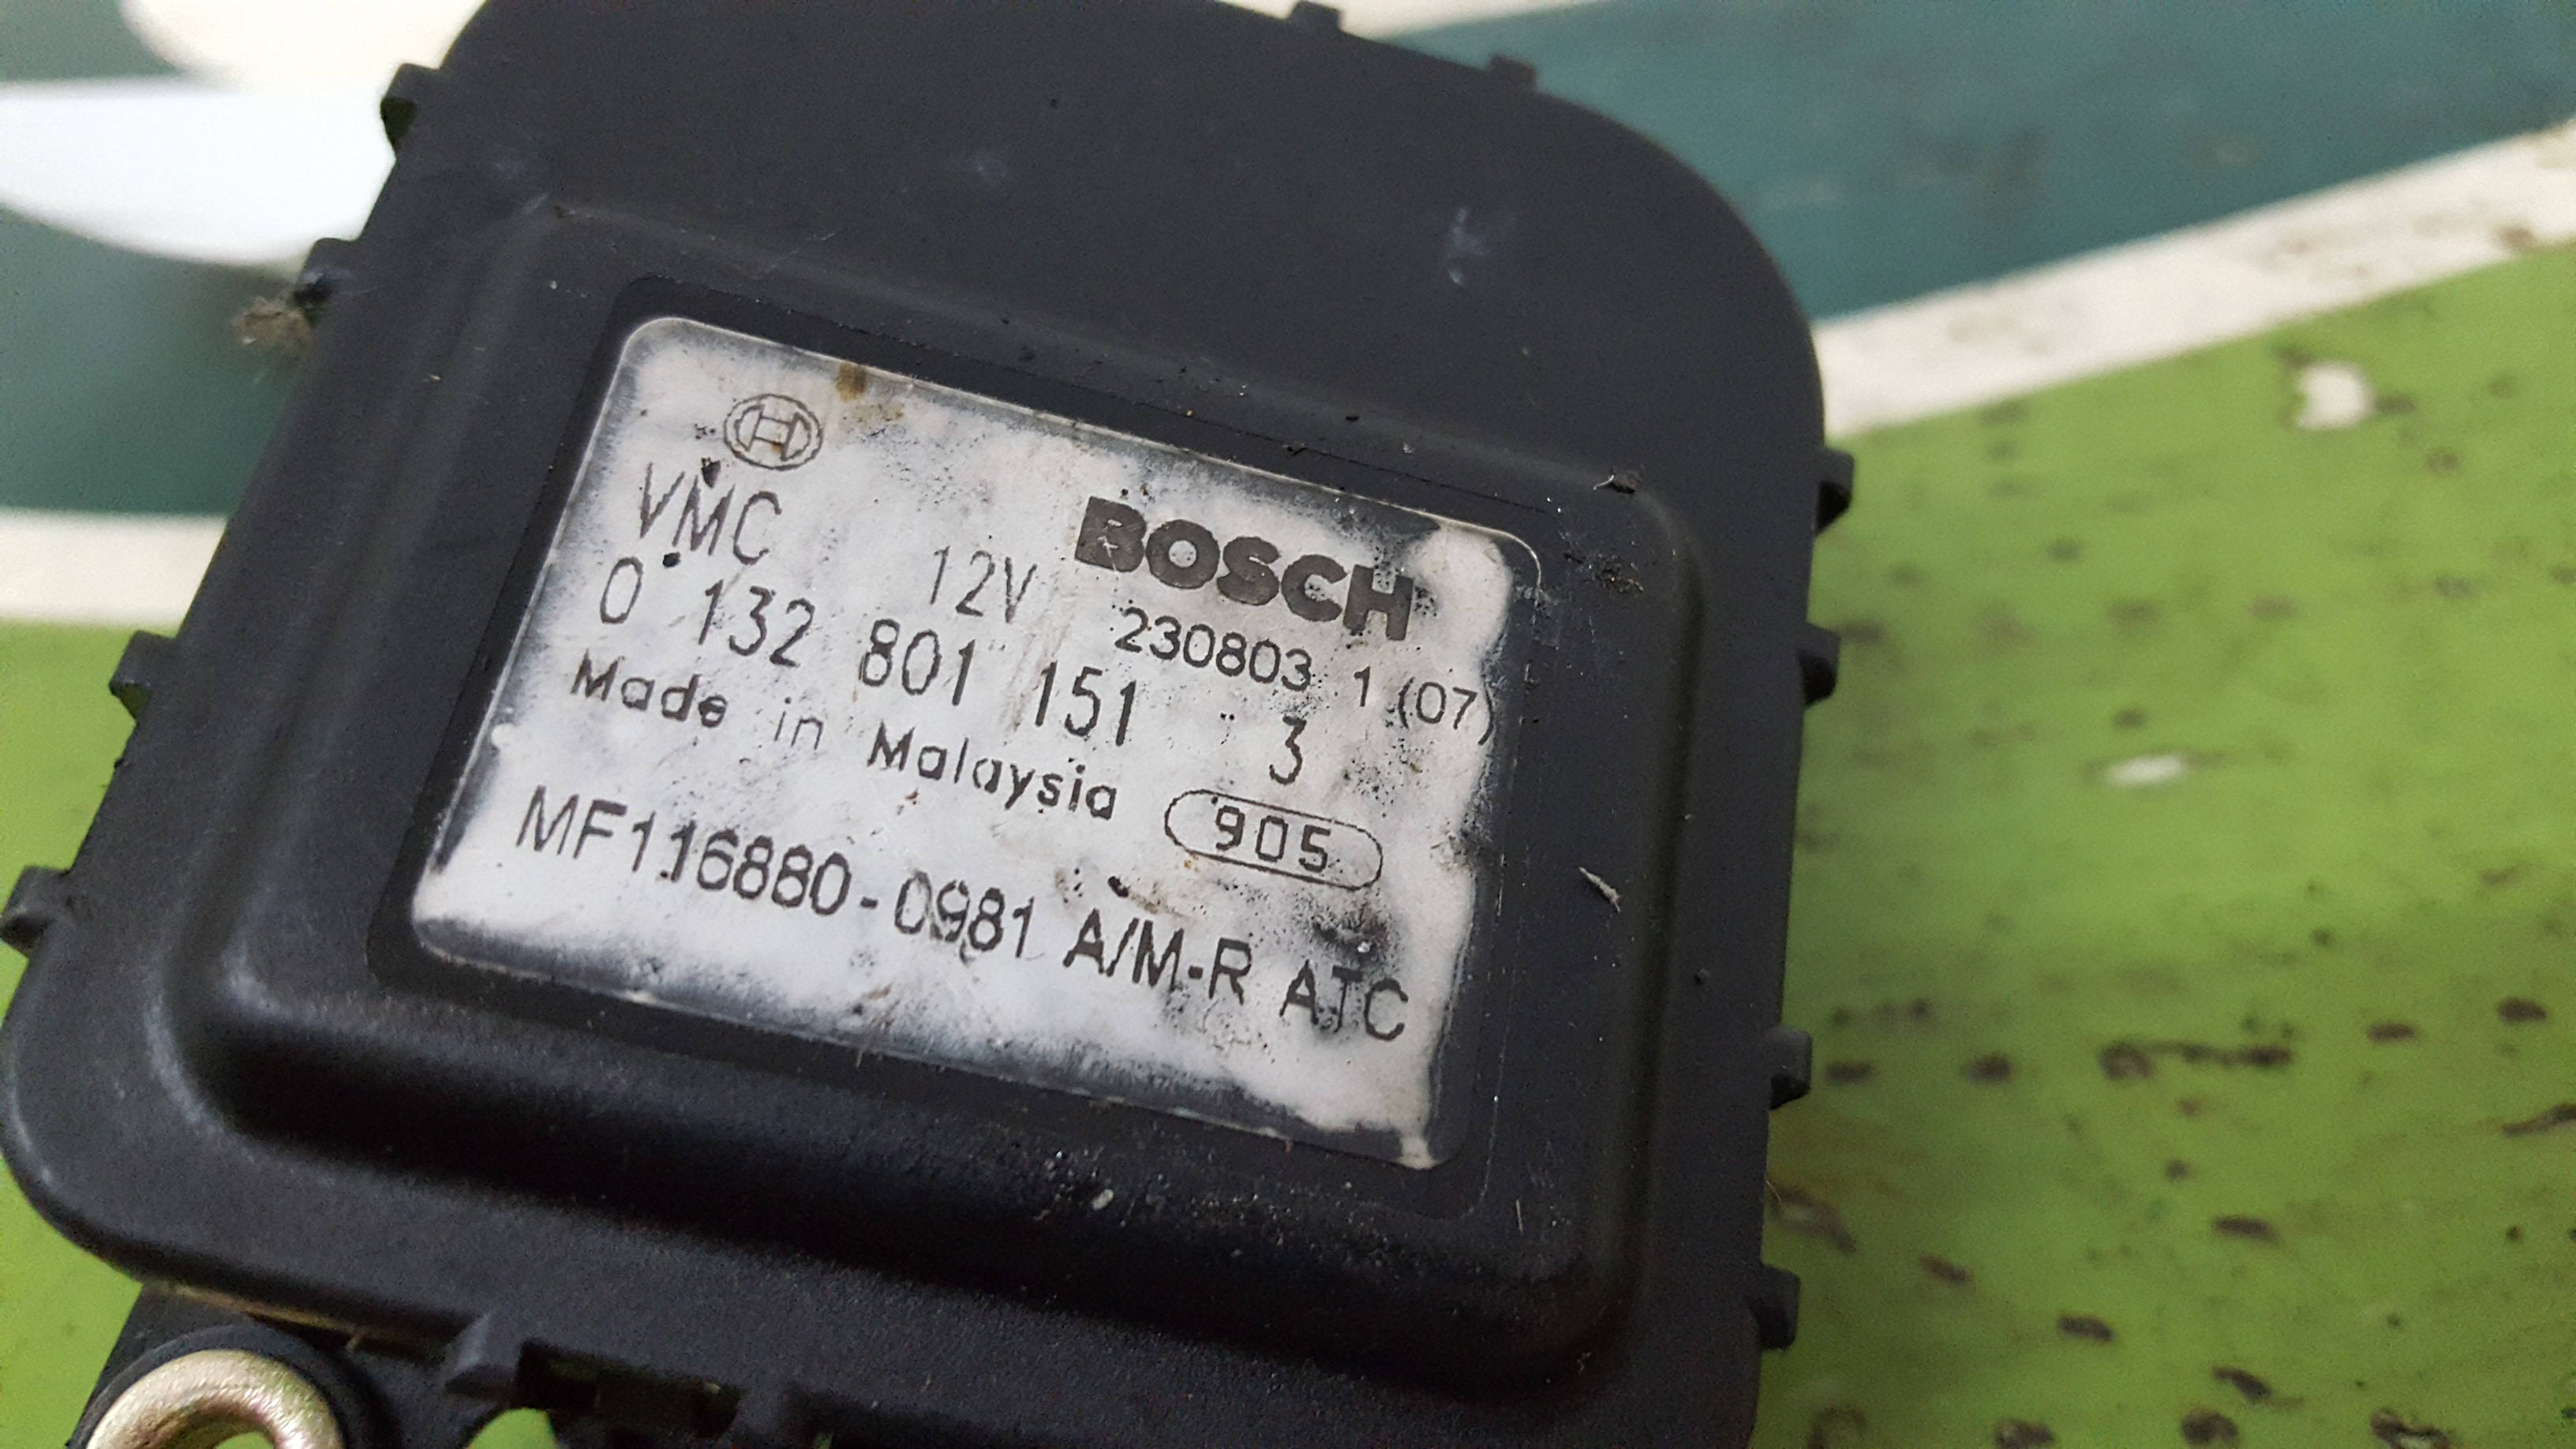 VMC 12V BOSCH
0 132 801 151 230803 1 (07)
Made in Malaysia 3
905
MF116880-0981 A/M-R ATC